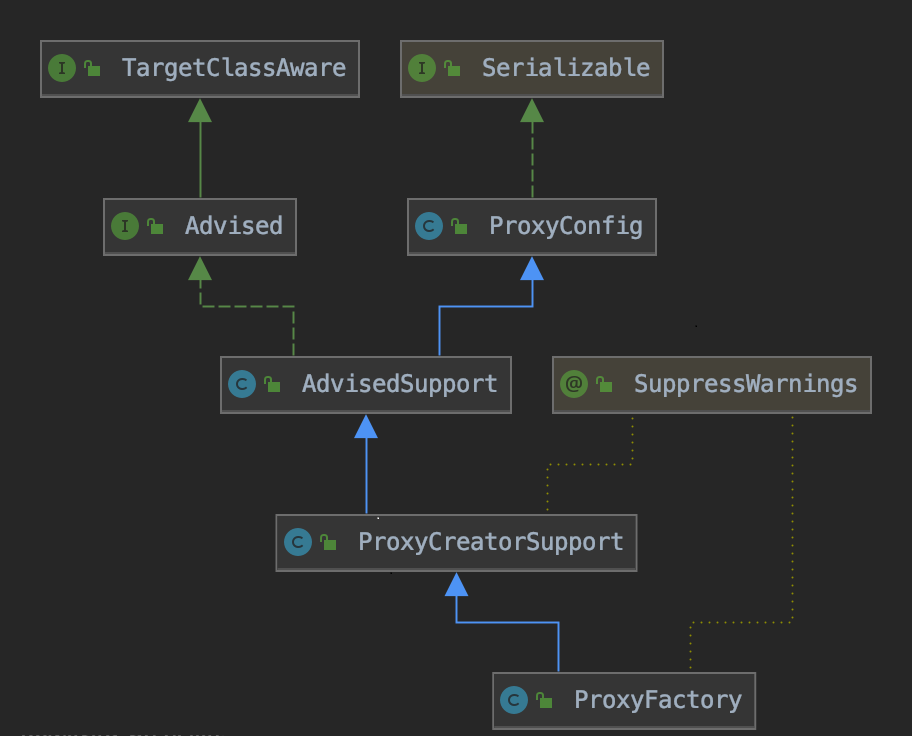 I TargetClassAware
I Serializable
I Advised
C ProxyConfig
C AdvisedSupport
@ SuppressWarnings
C ProxyCreatorSupport
C ProxyFactory